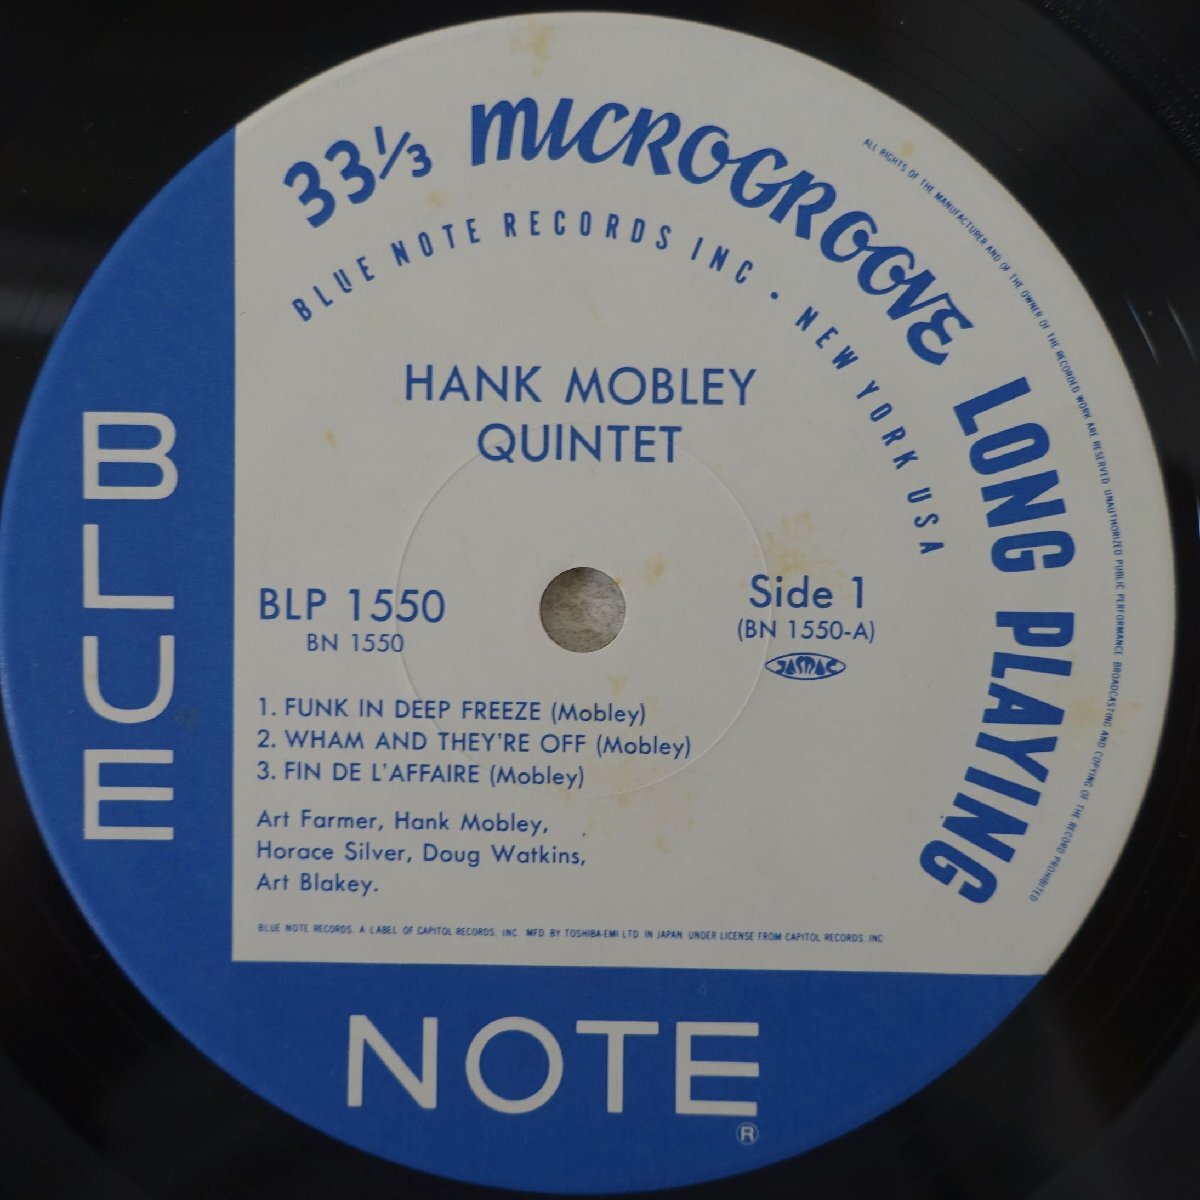 33⅓ MICROGROOVE LONG PLAYING
ALL RIGHTS OF THE MANUFACTURER AND OF THE OWNER OF THE RECORDED WORK ARE RESERVED UNAUTHORIZED PUBLIC PERFORMANCE BROADCASTING AND COPYING OF THE RECORD PROHIBITED
BLUE NOTE RECORDS INC • NEW YORK USA
HANK MOBLEY
QUINTET
BLP 1550
BN 1550
Side 1
(BN 1550-A)
JASRAC
1. FUNK IN DEEP FREEZE (Mobley)
2. WHAM AND THEY'RE OFF (Mobley)
3. FIN DE L'AFFAIRE (Mobley)
Art Farmer, Hank Mobley,
Horace Silver, Doug Watkins,
Art Blakey.
BLUE NOTE RECORDS, A LABEL OF CAPITOL RECORDS, INC MFD BY TOSHIBA-EMI LTD. IN JAPAN UNDER LICENSE FROM CAPITOL RECORDS, INC
BLUE
NOTE
®